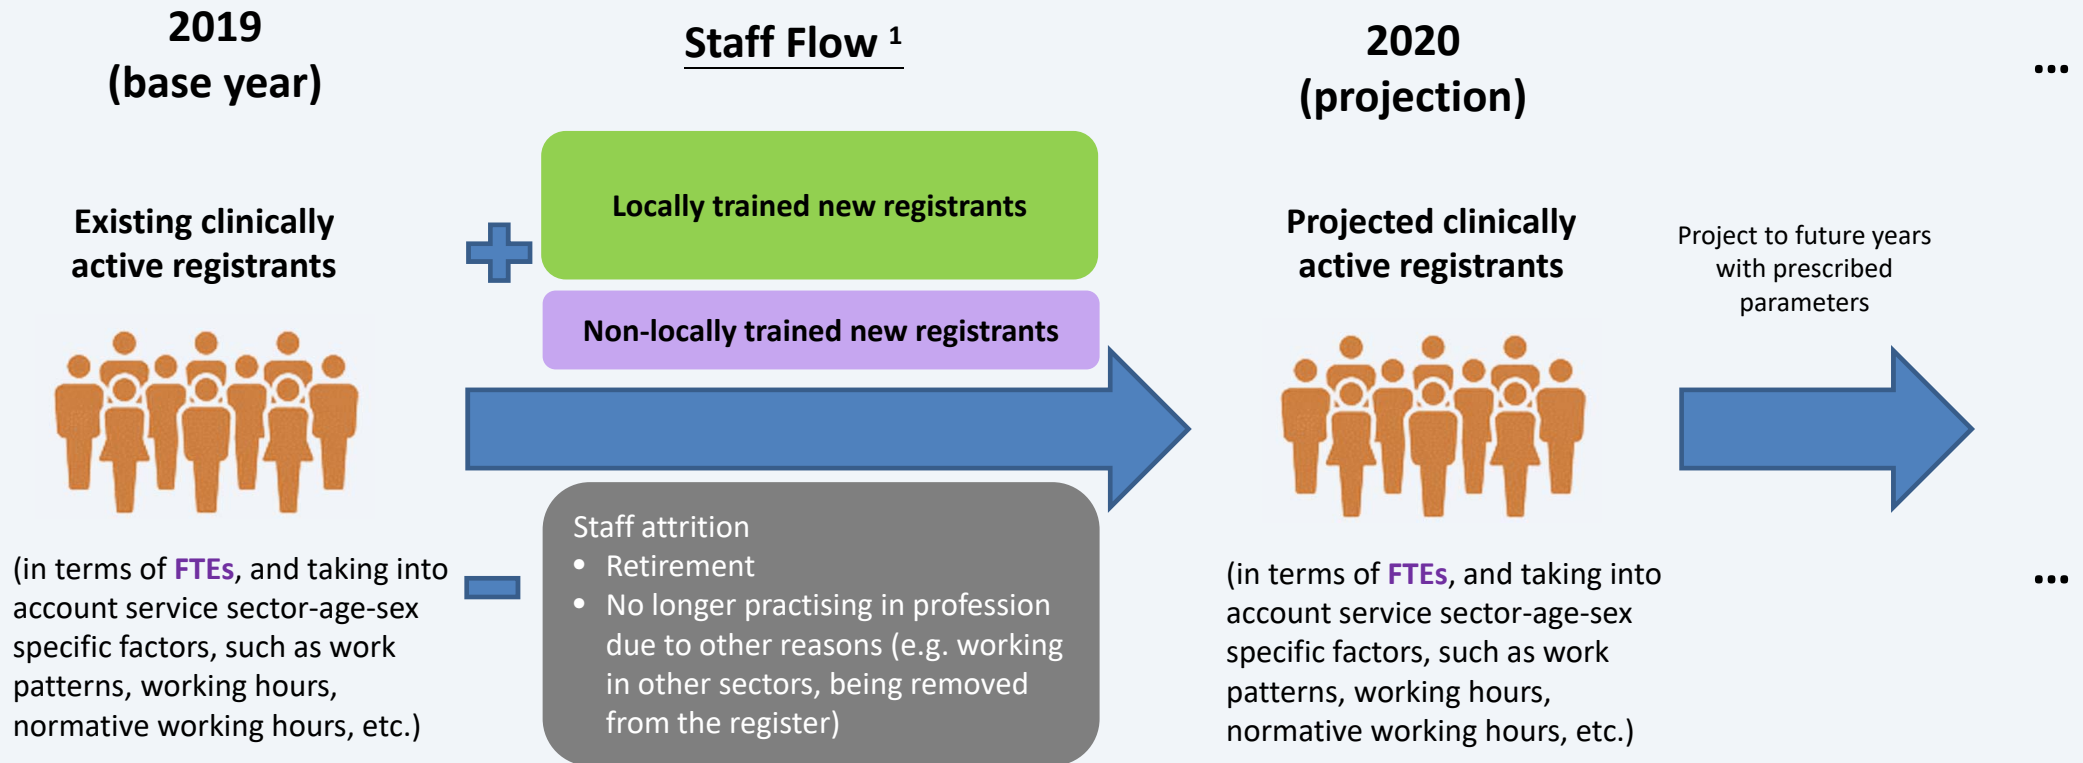 2019
(base year)
Existing clinically
active registrants
(in terms of FTEs, and taking into
account service sector-age-sex
specific factors, such as work
patterns, working hours,
normative working hours, etc.)
Staff Flow ¹
Locally trained new registrants
Non-locally trained new registrants
Staff attrition
• Retirement
• No longer practising in profession
due to other reasons (e.g. working
in other sectors, being removed
from the register)
2020
(projection)
Projected clinically
active registrants
(in terms of FTEs, and taking into
account service sector-age-sex
specific factors, such as work
patterns, working hours,
normative working hours, etc.)
...
Project to future years
with prescribed
parameters
...